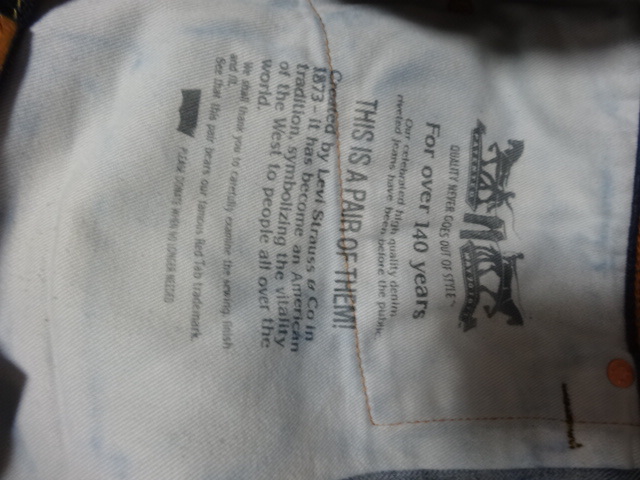 QUALITY NEVER GOES OUT OF STYLE™
For over 140 years
Our celebrated high quality denim
riveted jeans have been before the public
THIS IS A PAIR OF THEM!
Created by Levi Strauss & Co in
1873 - it has become an American
tradition, symbolizing the vitality
of the West to people all over the
world.
We shall thank you to carefully examine the sewing, finish
and fit.
See that this pair bears our famous Red Tab trademark.